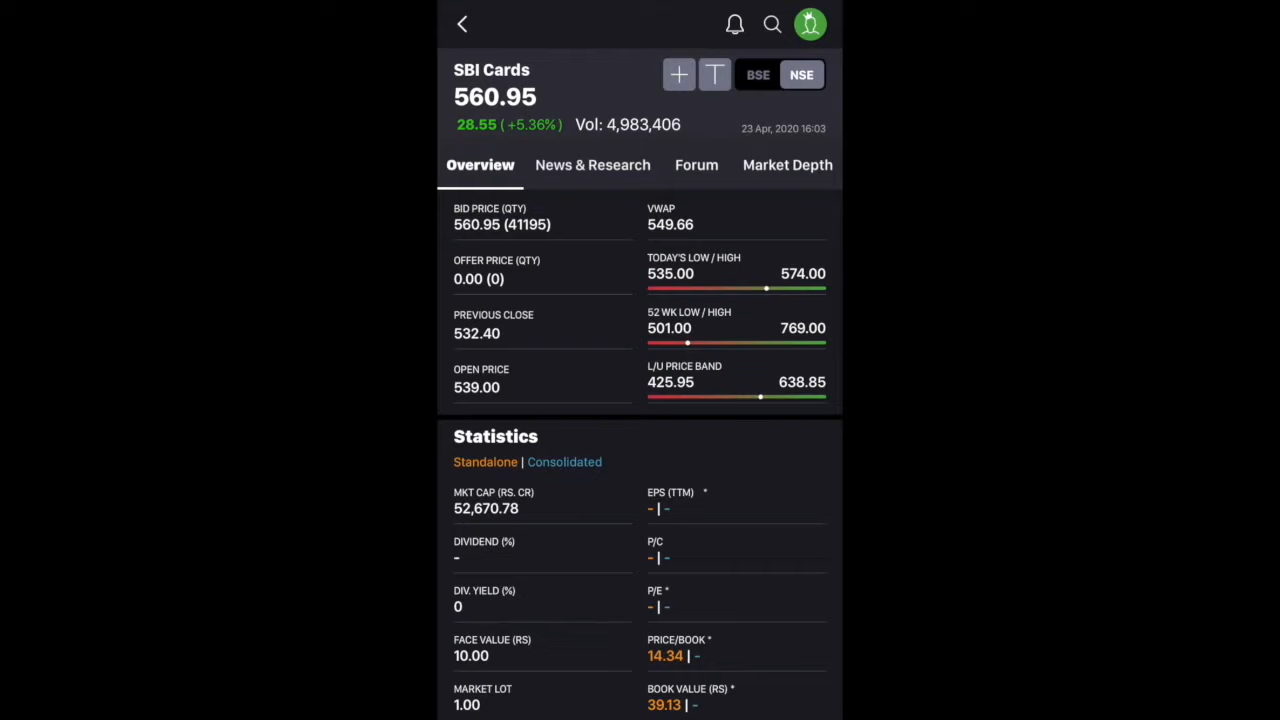 SBI Cards
560.95
28.55 (+5.36%) Vol: 4,983,406
BSE NSE
23 Apr, 2020 16:03
Overview News & Research Forum Market Depth
BID PRICE (QTY)
560.95 (41195)
VWAP
549.66
OFFER PRICE (QTY)
0.00 (0)
TODAY'S LOW / HIGH
535.00 574.00
PREVIOUS CLOSE
532.40
52 WK LOW / HIGH
501.00 769.00
OPEN PRICE
539.00
L/U PRICE BAND
425.95 638.85
Statistics
Standalone | Consolidated
MKT CAP (RS. CR)
52,670.78
EPS (TTM) *
- | -
DIVIDEND (%)
-
P/C
- | -
DIV. YIELD (%)
0
P/E *
- | -
FACE VALUE (RS)
10.00
PRICE/BOOK *
14.34 | -
MARKET LOT
1.00
BOOK VALUE (RS) *
39.13 | -